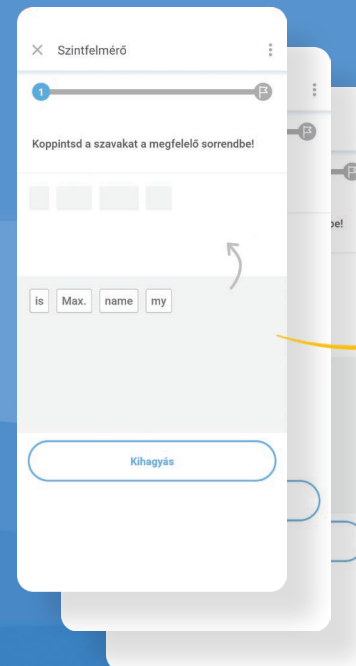 Szintfelmérő
1
Koppintsd a szavakat a megfelelő sorrendbe!
be!
is Max. name my
Kihagyás